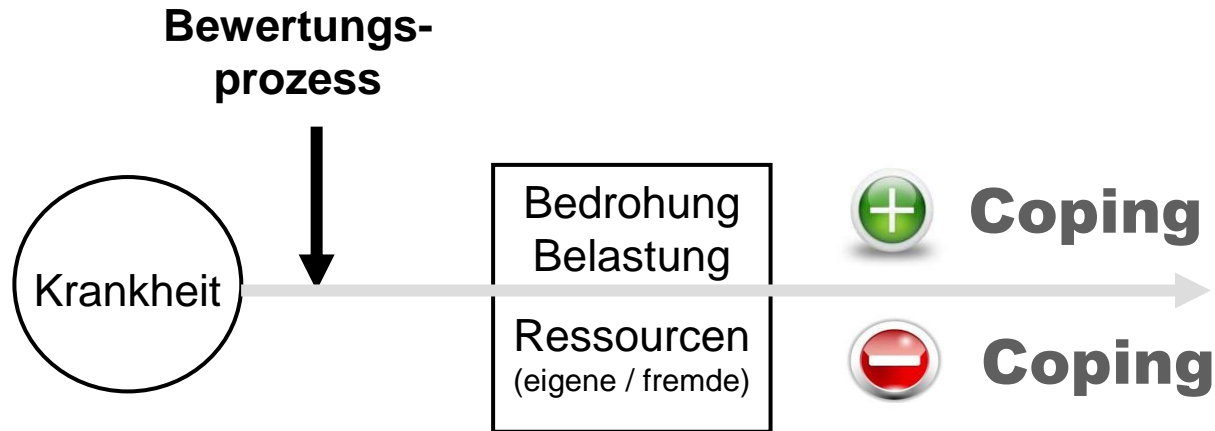 Bewertungs-
prozess
Krankheit
Bedrohung
Belastung
Ressourcen
(eigene / fremde)
Coping
Coping